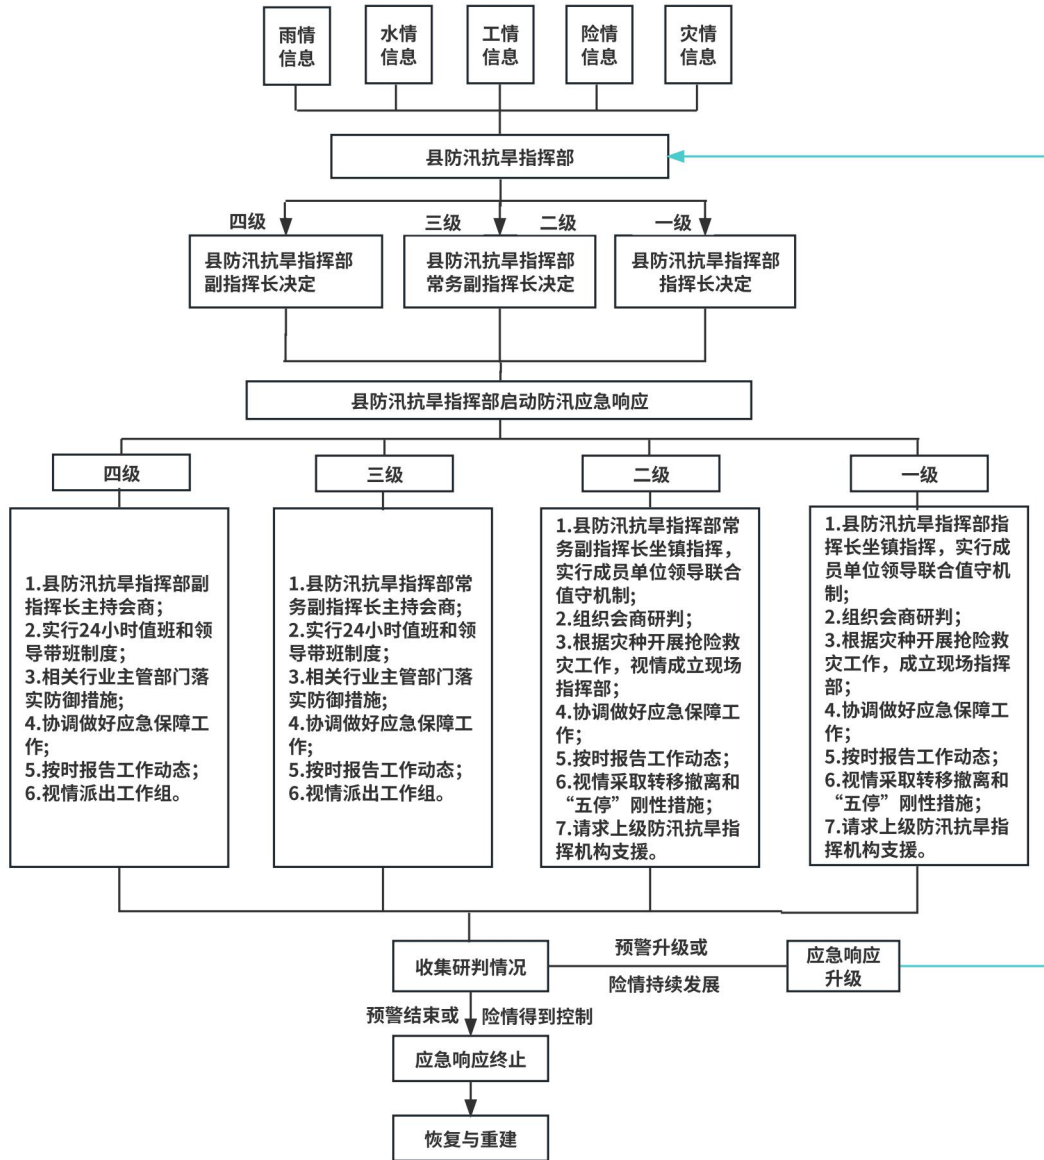 雨情
信息
水情
信息
工情
信息
险情
信息
灾情
信息
县防汛抗旱指挥部
四级
三级
二级
一级
县防汛抗旱指挥部
副指挥长决定
县防汛抗旱指挥部
常务副指挥长决定
县防汛抗旱指挥部
指挥长决定
县防汛抗旱指挥部启动防汛应急响应
四级
三级
二级
一级
1.县防汛抗旱指挥部副
指挥长主持会商；
2.实行24小时值班和领
导带班制度；
3.相关行业主管部门落
实防御措施；
4.协调做好应急保障工
作；
5.按时报告工作动态；
6.视情派出工作组。
1.县防汛抗旱指挥部常
务副指挥长主持会商；
2.实行24小时值班和领
导带班制度；
3.相关行业主管部门落
实防御措施；
4.协调做好应急保障工
作；
5.按时报告工作动态；
6.视情派出工作组。
1.县防汛抗旱指挥部常
务副指挥长坐镇指挥，
实行成员单位领导联合
值守机制；
2.组织会商研判；
3.根据灾种开展抢险救
灾工作，视情成立现场
指挥部；
4.协调做好应急保障工
作；
5.按时报告工作动态；
6.视情采取转移撤离和
“五停”刚性措施；
7.请求上级防汛抗旱指
挥机构支援。
1.县防汛抗旱指挥部指
挥长坐镇指挥，实行成
员单位领导联合值守机
制；
2.组织会商研判；
3.根据灾种开展抢险救
灾工作，成立现场指挥
部；
4.协调做好应急保障工
作；
5.按时报告工作动态；
6.视情采取转移撤离和
“五停”刚性措施；
7.请求上级防汛抗旱指
挥机构支援。
收集研判情况
预警升级或
险情持续发展
应急响应
升级
预警结束或
险情得到控制
应急响应终止
恢复与重建